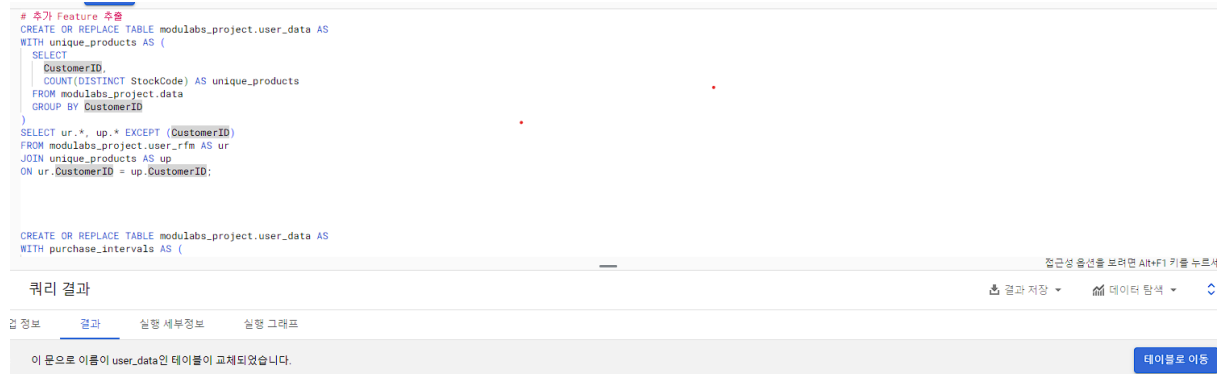 # 추가 Feature 추출
CREATE OR REPLACE TABLE modulabs_project.user_data AS
WITH unique_products AS (
SELECT
CustomerID,
COUNT(DISTINCT StockCode) AS unique_products
FROM modulabs_project.data
GROUP BY CustomerID
)
SELECT ur.*, up.* EXCEPT (CustomerID)
FROM modulabs_project.user_rfm AS ur
JOIN unique_products AS up
ON ur.CustomerID = up.CustomerID;
CREATE OR REPLACE TABLE modulabs_project.user_data AS
WITH purchase_intervals AS (
접근성 옵션을 보려면 Alt+F1 키를 누르세
쿼리 결과
결과 저장 데이터 탐색
업 정보 결과 실행 세부정보 실행 그래프
이 문으로 이름이 user_data인 테이블이 교체되었습니다.
테이블로 이동